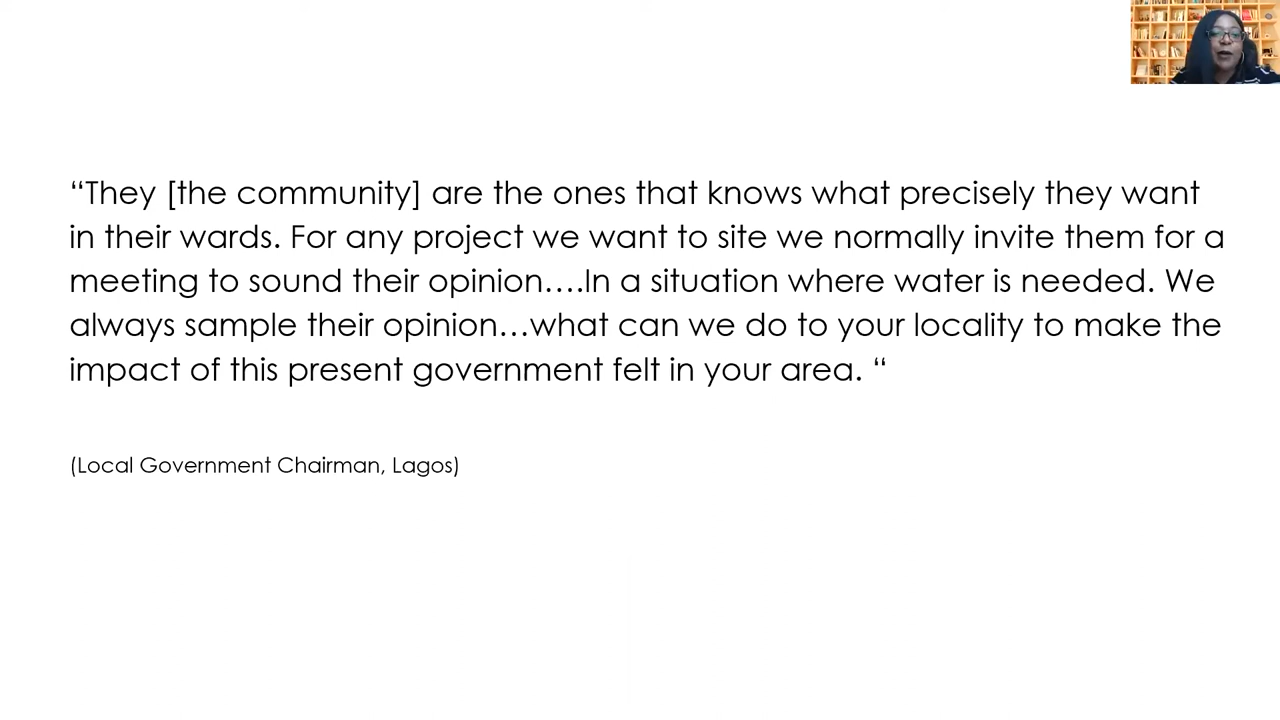 “They [the community] are the ones that knows what precisely they want
in their wards. For any project we want to site we normally invite them for a
meeting to sound their opinion….In a situation where water is needed. We
always sample their opinion…what can we do to your locality to make the
impact of this present government felt in your area. “
(Local Government Chairman, Lagos)